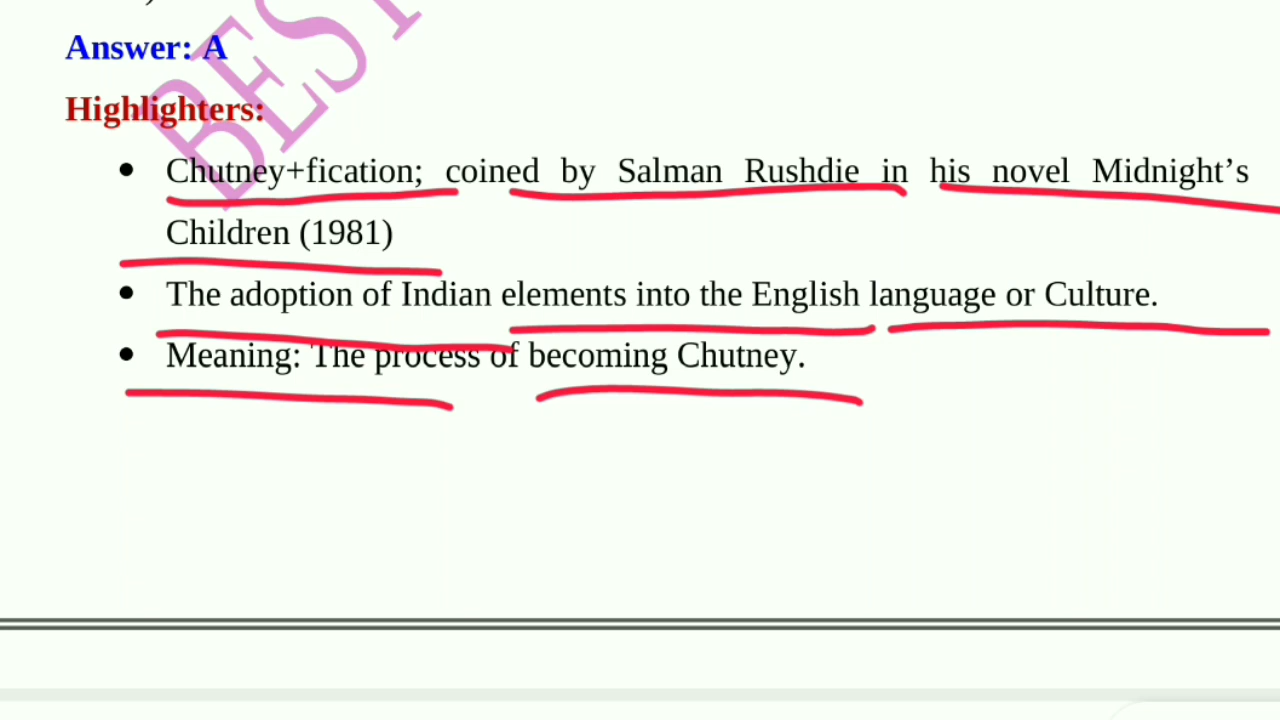 Answer: A
Highlighters:
• Chutney+fication; coined by Salman Rushdie in his novel Midnight’s
Children (1981)
• The adoption of Indian elements into the English language or Culture.
• Meaning: The process of becoming Chutney.
BEST